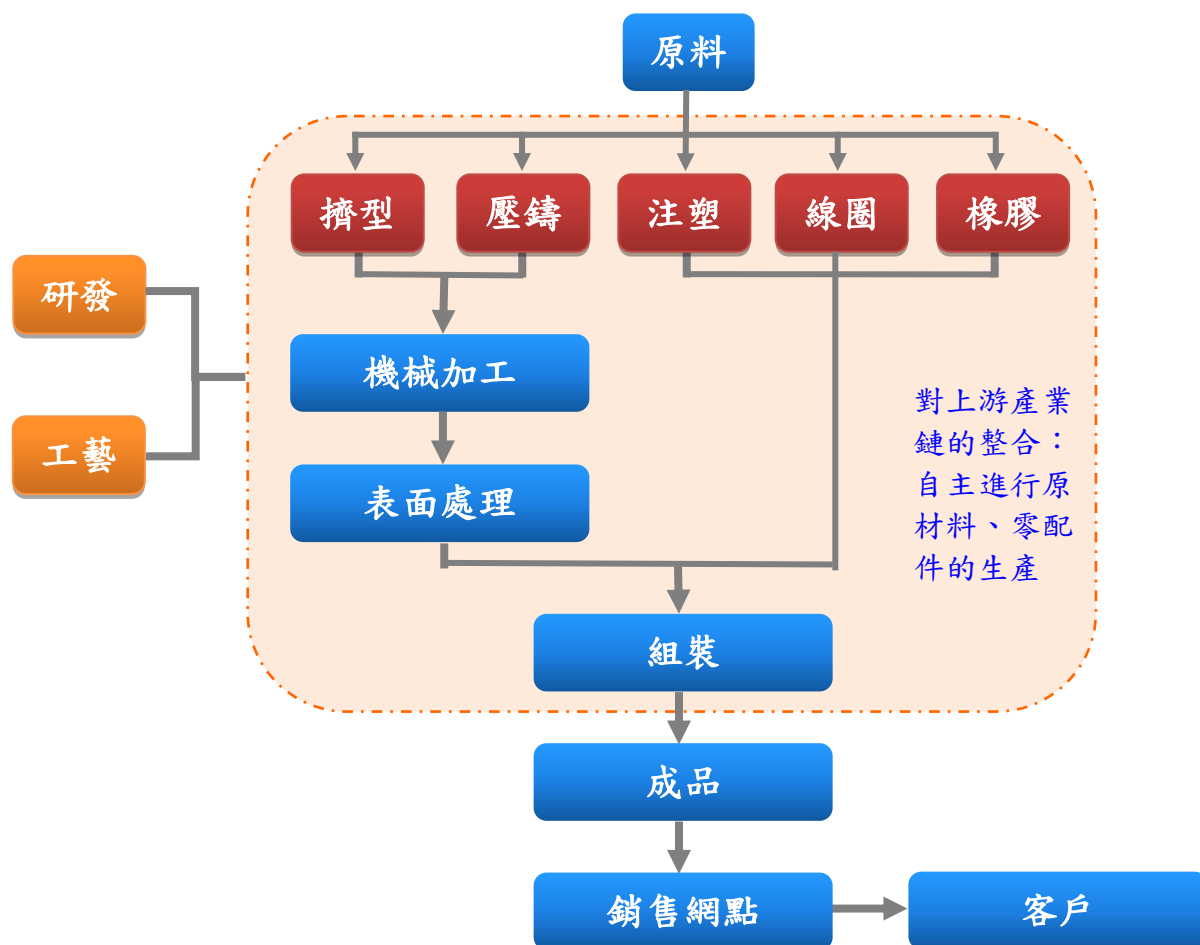 原料
擠型
壓鑄
注塑
線圈
橡膠
研發
工藝
機械加工
表面處理
對上游產業
鏈的整合：
自主進行原
材料、零配
件的生產
組裝
成品
銷售網點
客戶